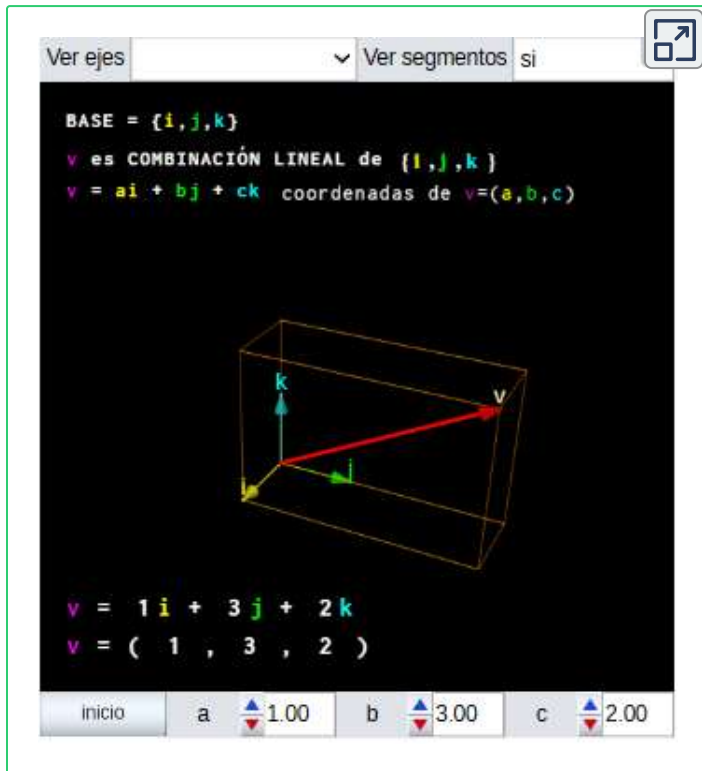 Ver ejes Ver segmentos si
BASE = {i,j,k}
v es COMBINACIÓN LINEAL de {i,j,k}
v = ai + bj + ck coordenadas de v=(a,b,c)
k
v
i
j
v = 1i + 3j + 2k
v = ( 1 , 3 , 2 )
inicio a 1.00 b 3.00 c 2.00